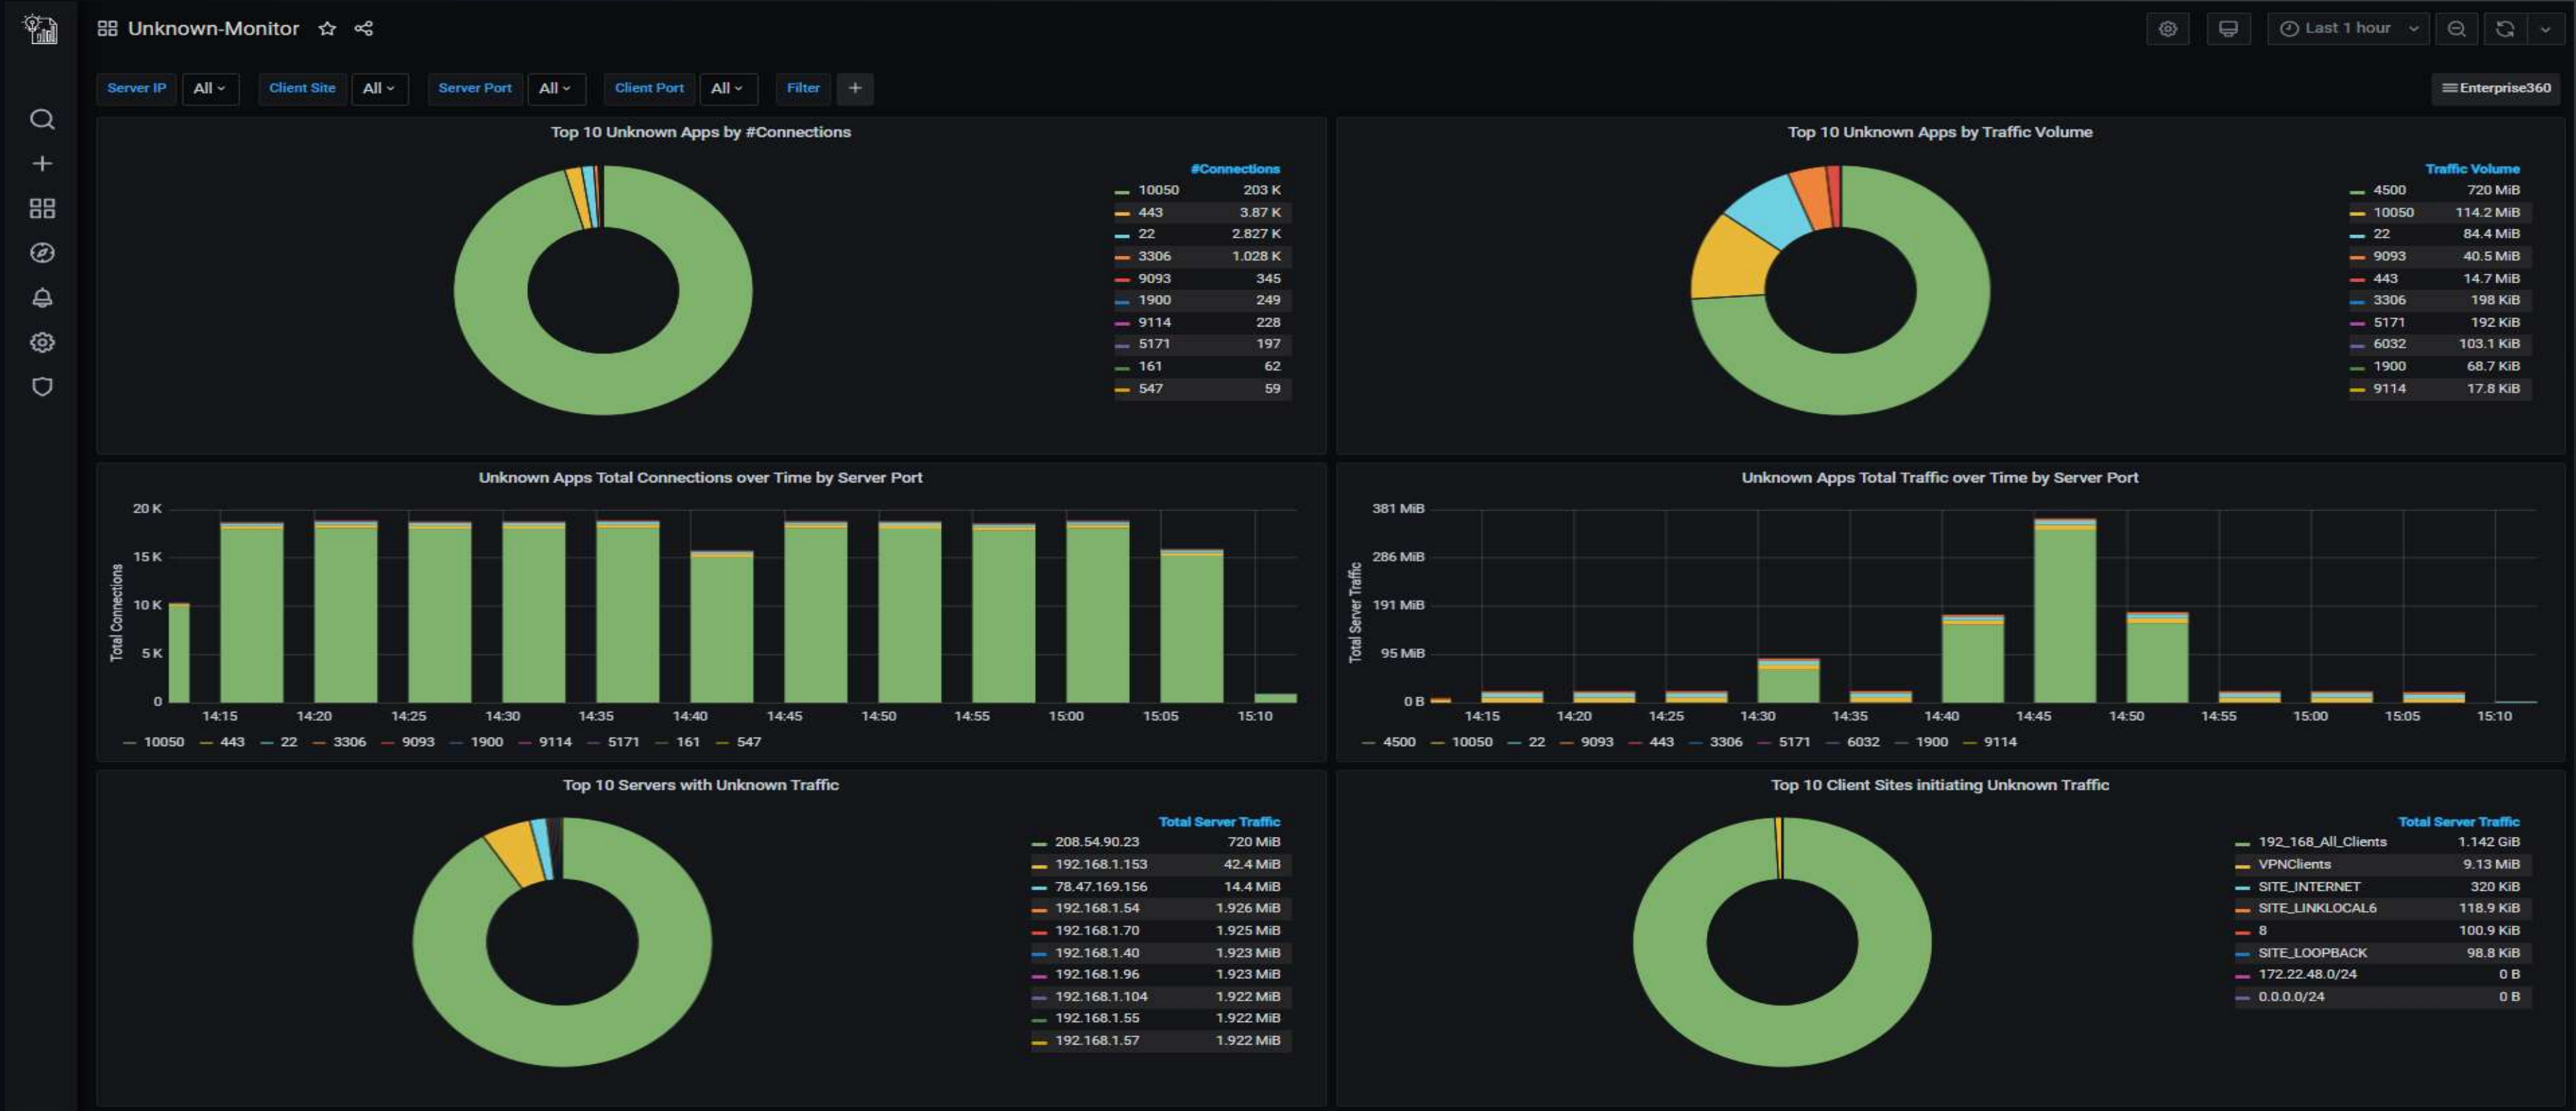 Unknown-Monitor
Last 1 hour
Server IP All Client Site All Server Port All Client Port All Filter +
Enterprise360
Top 10 Unknown Apps by #Connections
#Connections
10050 203 K
443 3.87 K
22 2.827 K
3306 1.028 K
9093 345
1900 249
9114 228
5171 197
161 62
547 59
Top 10 Unknown Apps by Traffic Volume
Traffic Volume
4500 720 MiB
10050 114.2 MiB
22 84.4 MiB
9093 40.5 MiB
443 14.7 MiB
3306 198 KiB
5171 192 KiB
6032 103.1 KiB
1900 68.7 KiB
9114 17.8 KiB
Unknown Apps Total Connections over Time by Server Port
Total Connections
20 K
15 K
10 K
5 K
0
14:15 14:20 14:25 14:30 14:35 14:40 14:45 14:50 14:55 15:00 15:05 15:10
10050 443 22 3306 9093 1900 9114 5171 161 547
Unknown Apps Total Traffic over Time by Server Port
Total Server Traffic
381 MiB
286 MiB
191 MiB
95 MiB
0 B
14:15 14:20 14:25 14:30 14:35 14:40 14:45 14:50 14:55 15:00 15:05 15:10
4500 10050 22 9093 443 3306 5171 6032 1900 9114
Top 10 Servers with Unknown Traffic
Total Server Traffic
208.54.90.23 720 MiB
192.168.1.153 42.4 MiB
78.47.169.156 14.4 MiB
192.168.1.54 1.926 MiB
192.168.1.70 1.925 MiB
192.168.1.40 1.923 MiB
192.168.1.96 1.923 MiB
192.168.1.104 1.922 MiB
192.168.1.55 1.922 MiB
192.168.1.57 1.922 MiB
Top 10 Client Sites initiating Unknown Traffic
Total Server Traffic
192_168_All_Clients 1.142 GiB
VPNClients 9.13 MiB
SITE_INTERNET 320 KiB
SITE_LINKLOCAL6 118.9 KiB
8 100.9 KiB
SITE_LOOPBACK 98.8 KiB
172.22.48.0/24 0 B
0.0.0.0/24 0 B